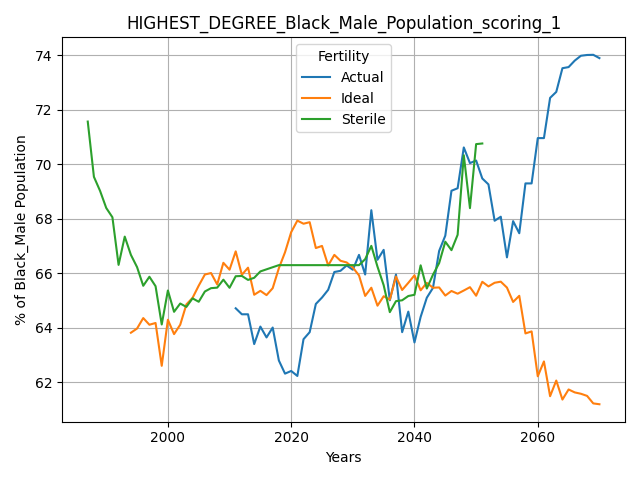 HIGHEST_DEGREE_Black_Male_Population_scoring_1
Fertility
Actual
Ideal
Sterile
% of Black_Male Population
74
72
70
68
66
64
62
2000
2020
2040
2060
Years